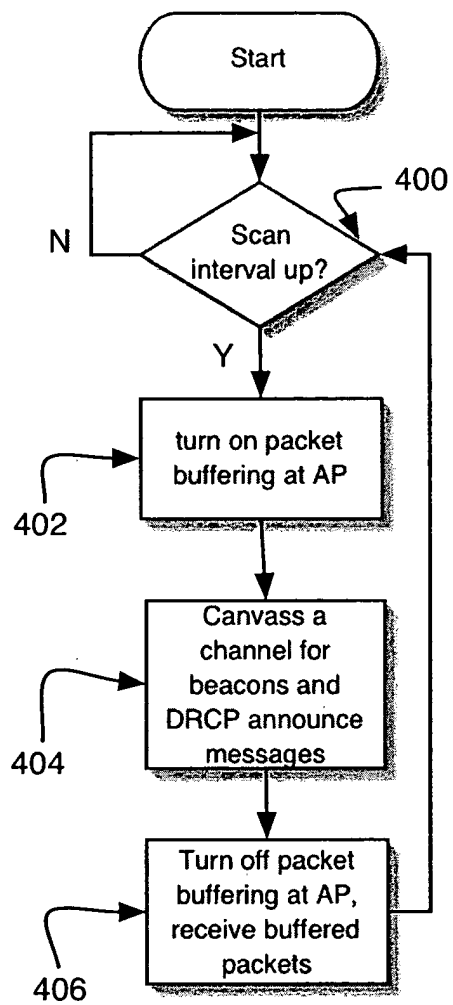 Start
400
N
Scan
interval up?
Y
turn on packet
buffering at AP
402
Canvass a
channel for
beacons and
DRCP announce
messages
404
Turn off packet
buffering at AP,
receive buffered
packets
406